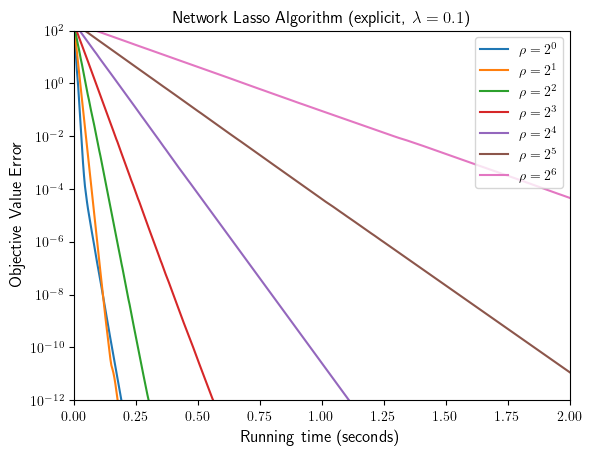 Network Lasso Algorithm (explicit, λ = 0.1)
Objective Value Error
10²
10⁰
10⁻²
10⁻⁴
10⁻⁶
10⁻⁸
10⁻¹⁰
10⁻¹²
ρ = 2⁰
ρ = 2¹
ρ = 2²
ρ = 2³
ρ = 2⁴
ρ = 2⁵
ρ = 2⁶
0.00 0.25 0.50 0.75 1.00 1.25 1.50 1.75 2.00
Running time (seconds)